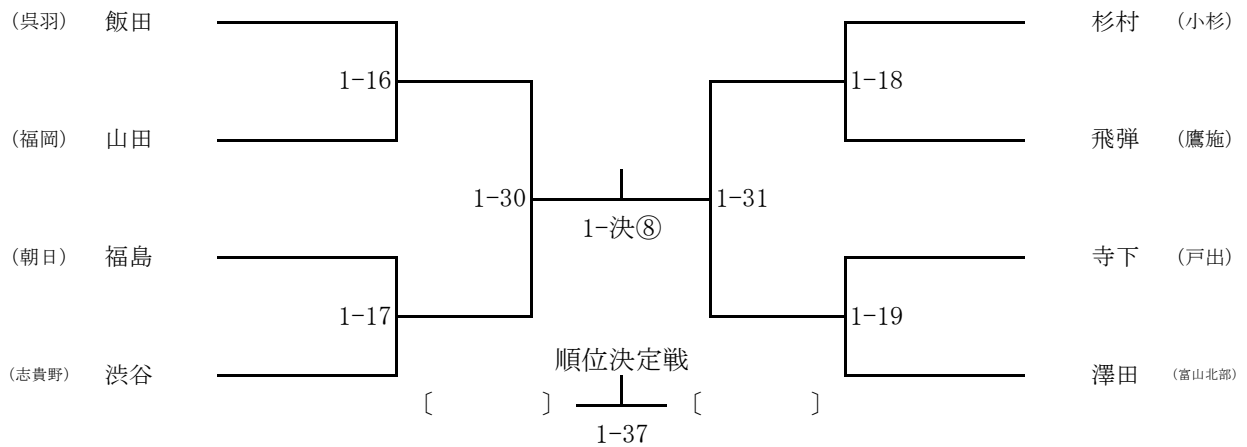 (呉羽) 飯田
杉村 (小杉)
1-16
1-18
(福岡) 山田
飛弾 (鷹施)
1-30
1-31
1-決⑧
(朝日) 福島
寺下 (戸出)
1-17
1-19
順位決定戦
(志貴野) 渋谷
澤田 (富山北部)
〔 〕 〔 〕
1-37